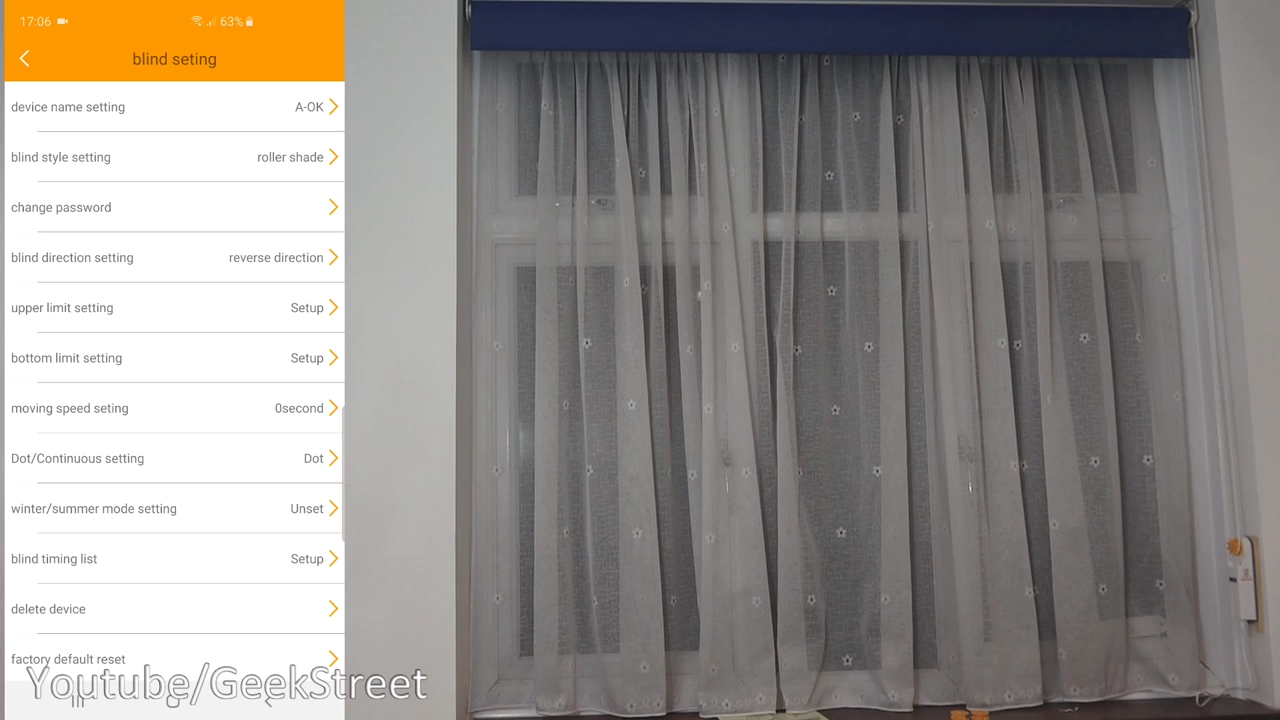 17:06 63%
blind seting
device name setting A-OK
blind style setting roller shade
change password
blind direction setting reverse direction
upper limit setting Setup
bottom limit setting Setup
moving speed seting 0second
Dot/Continuous setting Dot
winter/summer mode setting Unset
blind timing list Setup
delete device
factory default reset
Youtube/GeekStreet